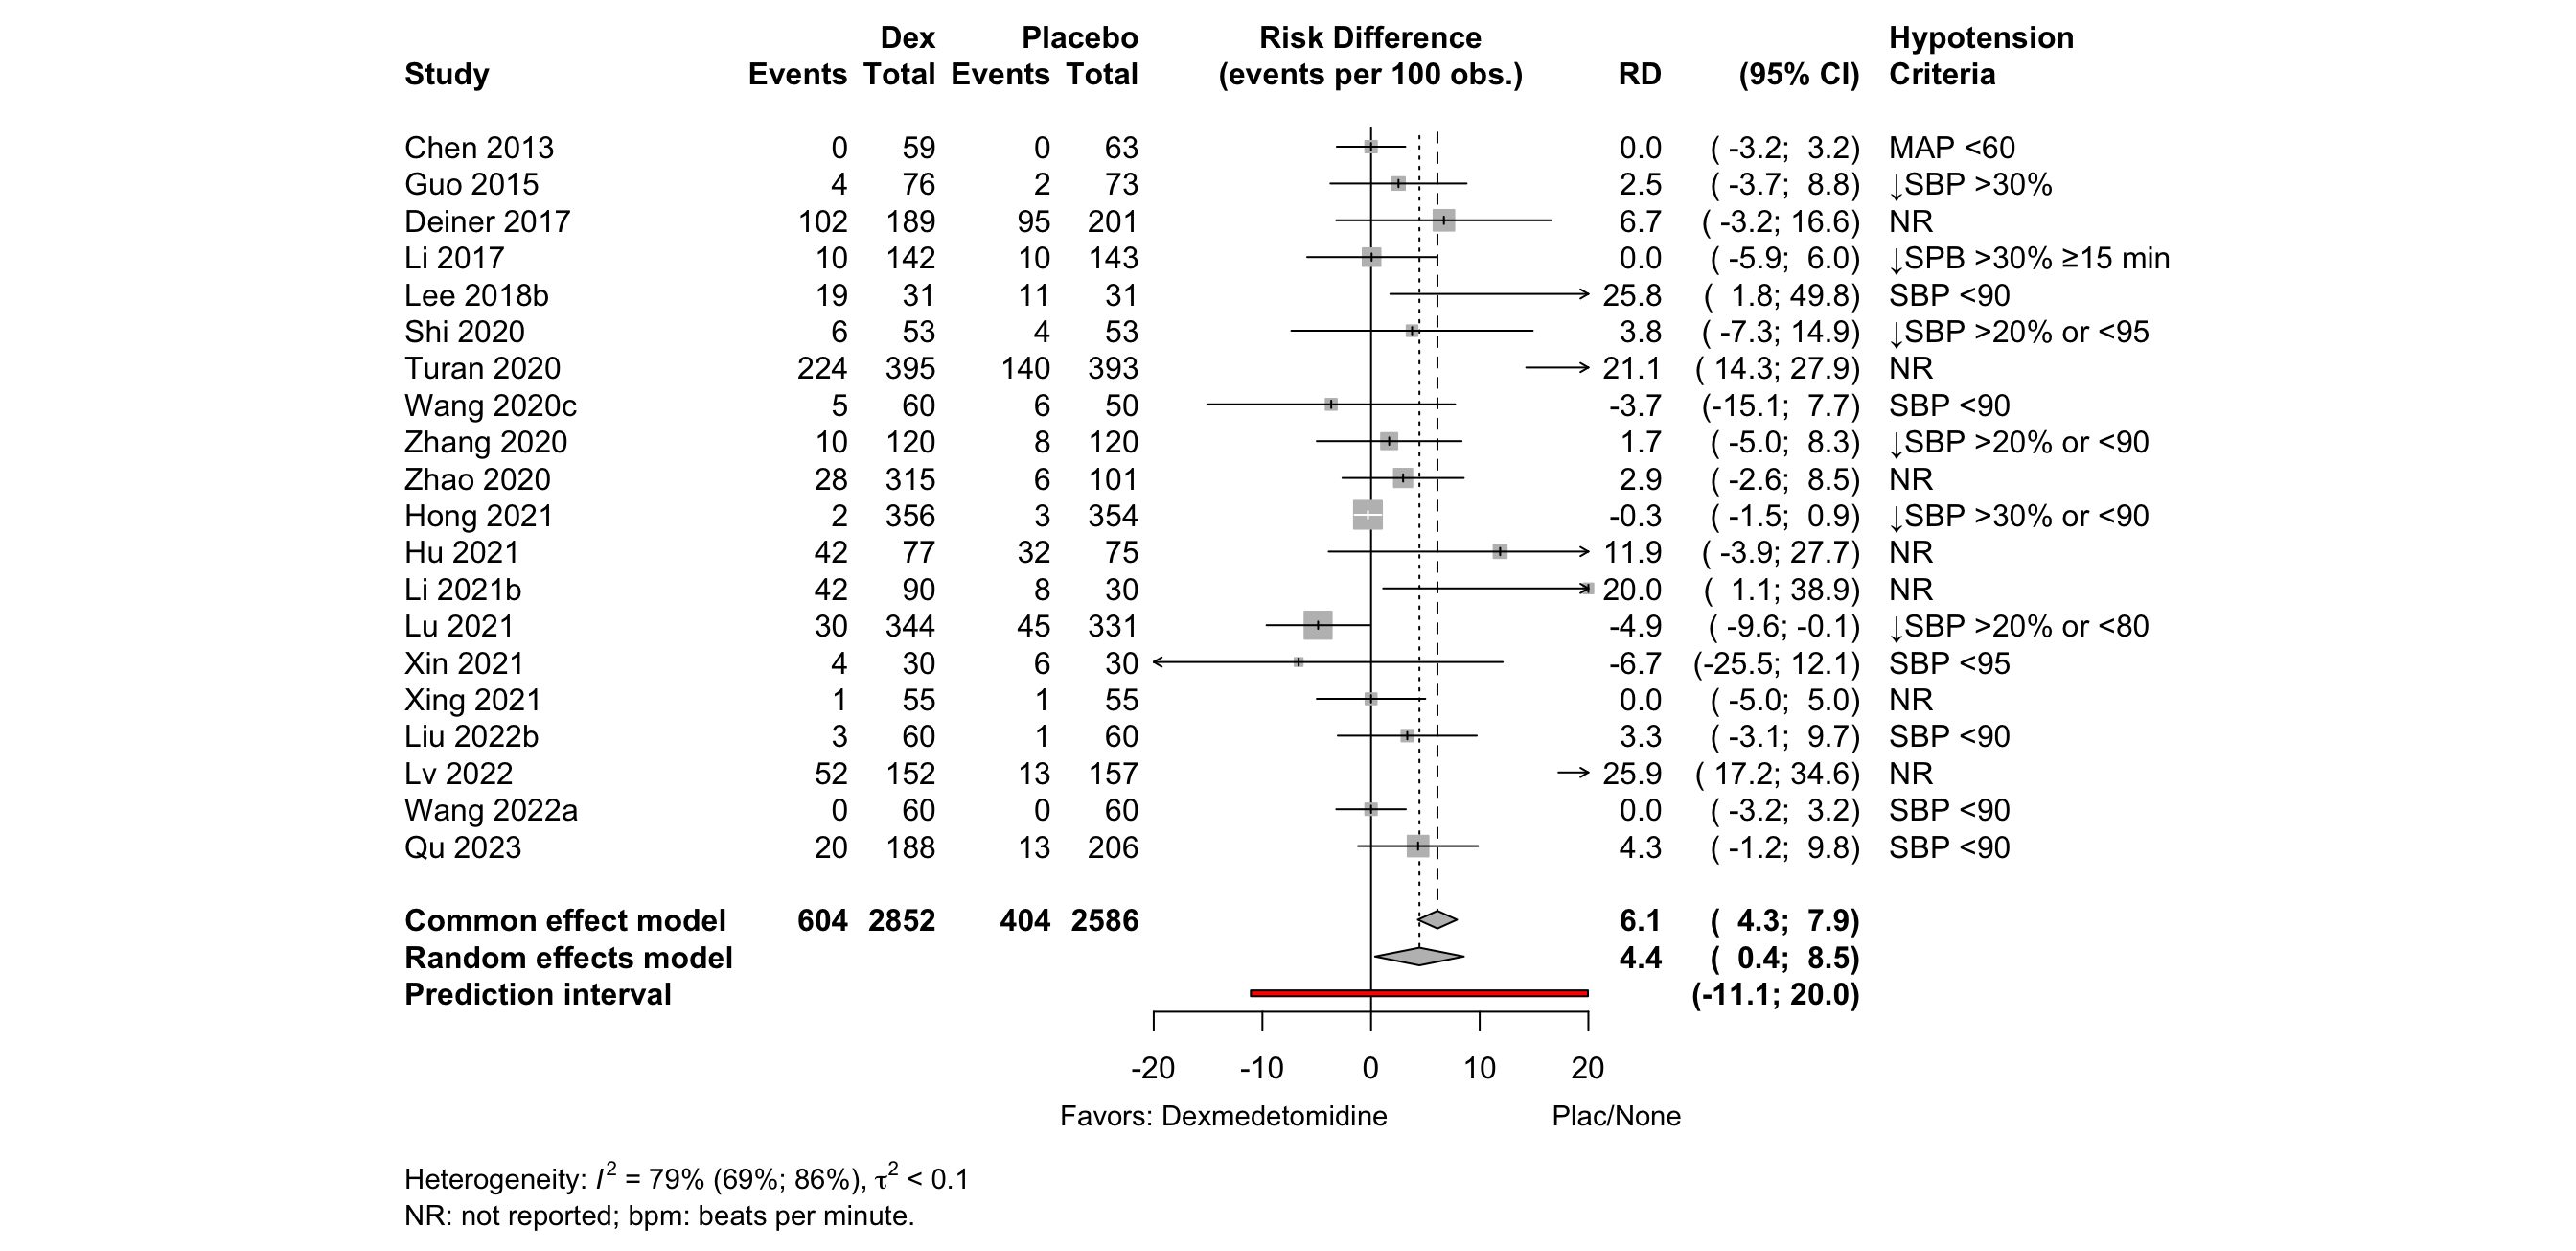 Dex Placebo Risk Difference Hypotension
Study Events Total Events Total (events per 100 obs.) RD (95% CI) Criteria
Chen 2013 0 59 0 63 0.0 ( -3.2; 3.2) MAP <60
Guo 2015 4 76 2 73 2.5 ( -3.7; 8.8) ↓SBP >30%
Deiner 2017 102 189 95 201 6.7 ( -3.2; 16.6) NR
Li 2017 10 142 10 143 0.0 ( -5.9; 6.0) ↓SPB >30% ≥15 min
Lee 2018b 19 31 11 31 25.8 ( 1.8; 49.8) SBP <90
Shi 2020 6 53 4 53 3.8 ( -7.3; 14.9) ↓SBP >20% or <95
Turan 2020 224 395 140 393 21.1 ( 14.3; 27.9) NR
Wang 2020c 5 60 6 50 -3.7 (-15.1; 7.7) SBP <90
Zhang 2020 10 120 8 120 1.7 ( -5.0; 8.3) ↓SBP >20% or <90
Zhao 2020 28 315 6 101 2.9 ( -2.6; 8.5) NR
Hong 2021 2 356 3 354 -0.3 ( -1.5; 0.9) ↓SBP >30% or <90
Hu 2021 42 77 32 75 11.9 ( -3.9; 27.7) NR
Li 2021b 42 90 8 30 20.0 ( 1.1; 38.9) NR
Lu 2021 30 344 45 331 -4.9 ( -9.6; -0.1) ↓SBP >20% or <80
Xin 2021 4 30 6 30 -6.7 (-25.5; 12.1) SBP <95
Xing 2021 1 55 1 55 0.0 ( -5.0; 5.0) NR
Liu 2022b 3 60 1 60 3.3 ( -3.1; 9.7) SBP <90
Lv 2022 52 152 13 157 25.9 ( 17.2; 34.6) NR
Wang 2022a 0 60 0 60 0.0 ( -3.2; 3.2) SBP <90
Qu 2023 20 188 13 206 4.3 ( -1.2; 9.8) SBP <90
Common effect model 604 2852 404 2586 6.1 ( 4.3; 7.9)
Random effects model 4.4 ( 0.4; 8.5)
Prediction interval (-11.1; 20.0)
-20 -10 0 10 20
Favors: Dexmedetomidine Plac/None
Heterogeneity: I² = 79% (69%; 86%), τ² < 0.1
NR: not reported; bpm: beats per minute.